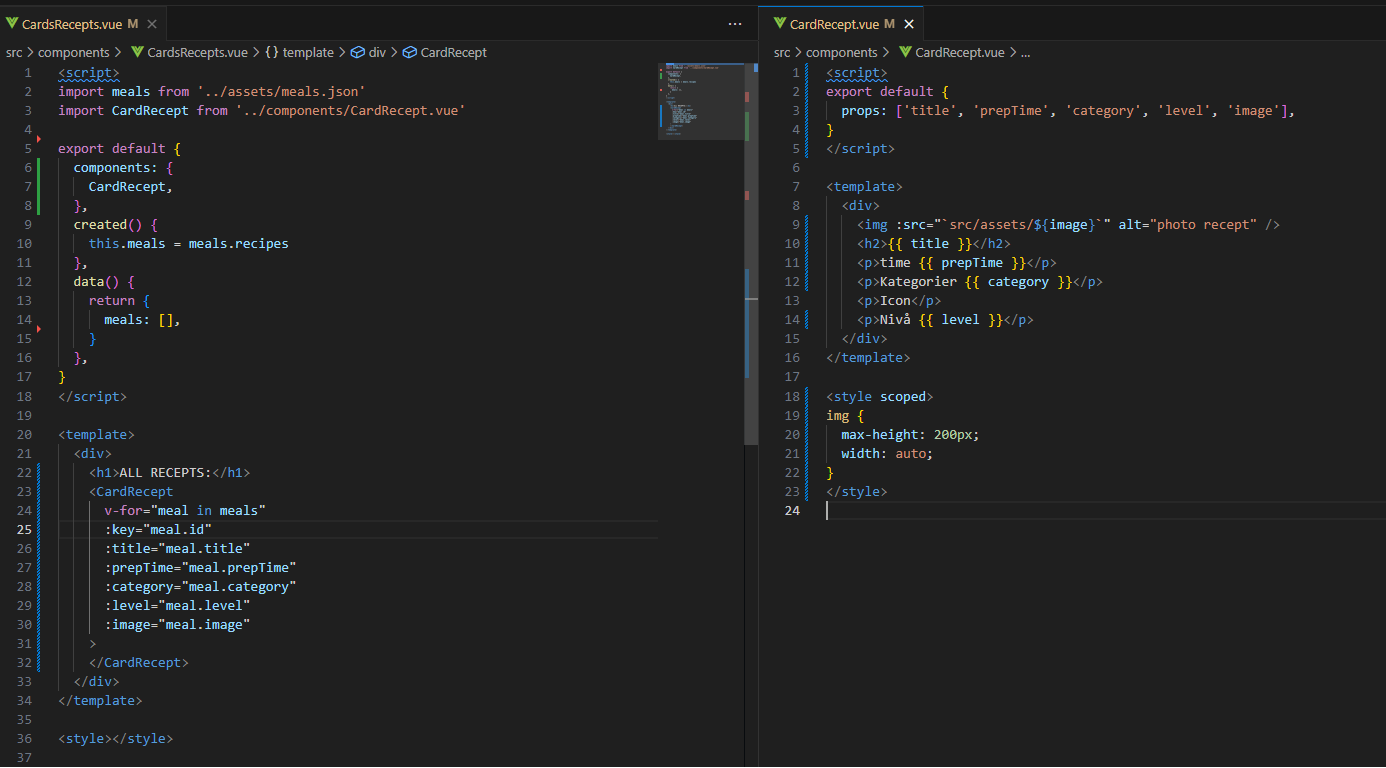 CardsRecepts.vue M
src > components > CardsRecepts.vue > {} template > div > CardRecept
1 <script>
2 import meals from '../assets/meals.json'
3 import CardRecept from '../components/CardRecept.vue'
4
5 export default {
6 components: {
7 CardRecept,
8 },
9 created() {
10 this.meals = meals.recipes
11 },
12 data() {
13 return {
14 meals: [],
15 }
16 },
17 }
18 </script>
19
20 <template>
21 <div>
22 <h1>ALL RECEPTS:</h1>
23 <CardRecept
24 v-for="meal in meals"
25 :key="meal.id"
26 :title="meal.title"
27 :prepTime="meal.prepTime"
28 :category="meal.category"
29 :level="meal.level"
30 :image="meal.image"
31 >
32 </CardRecept>
33 </div>
34 </template>
35
36 <style></style>
37
CardRecept.vue M
src > components > CardRecept.vue > ...
1 <script>
2 export default {
3 props: ['title', 'prepTime', 'category', 'level', 'image'],
4 }
5 </script>
6
7 <template>
8 <div>
9 <img :src="`src/assets/${image}`" alt="photo recept" />
10 <h2>{{ title }}</h2>
11 <p>time {{ prepTime }}</p>
12 <p>Kategorier {{ category }}</p>
13 <p>Icon</p>
14 <p>Nivå {{ level }}</p>
15 </div>
16 </template>
17
18 <style scoped>
19 img {
20 max-height: 200px;
21 width: auto;
22 }
23 </style>
24